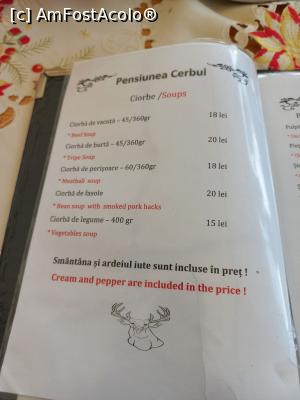 [c] AmFostAcolo®
Pensiunea Cerbul
Ciorbe /Soups
Ciorbă de vacuță – 45/360gr 18 lei
* Beef Soup
Ciorbă de burtă – 45/360gr 20 lei
* Tripe Soup
Ciorbă de perișoare – 60/360gr 18 lei
* Meatball soup
Ciorbă de fasole 20 lei
* Bean soup with smoked pork hacks
Ciorbă de legume – 400 gr 15 lei
* Vegetables soup
Smântâna și ardeiul iute sunt incluse în preț !
Cream and pepper are included in the price !